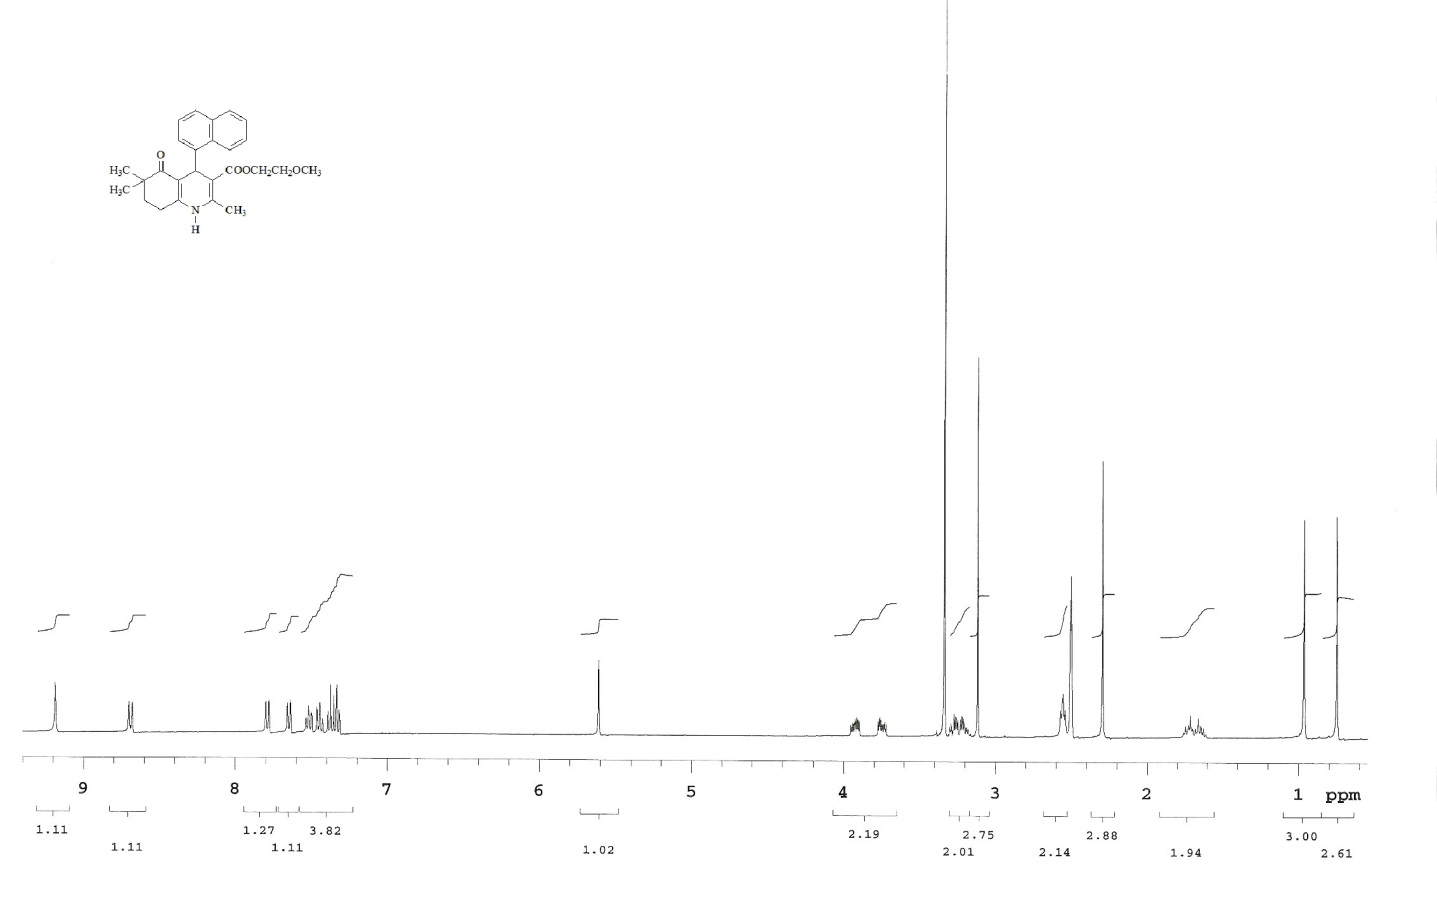 O
H₃C
H₃C
COOCH₂CH₂OCH₃
N
CH₃
H
9 8 7 6 5 4 3 2 1 ppm
1.11 1.27 3.82 2.19 2.75 2.88 3.00
1.11 1.11 1.02 2.01 2.14 1.94 2.61